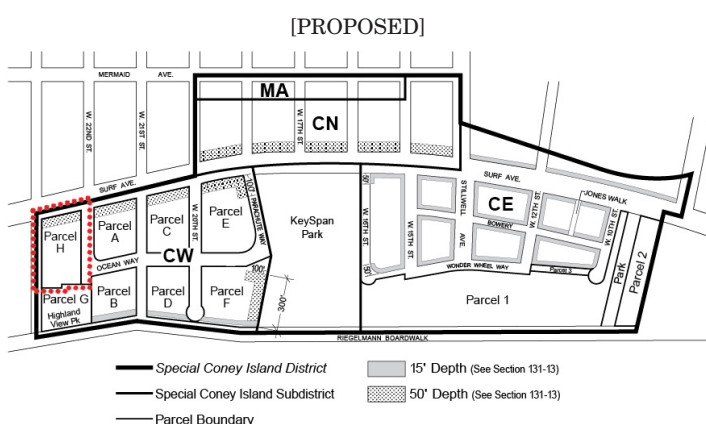 [PROPOSED]
MERMAID AVE.
MA
W. 22ND ST.
W. 21ST ST.
W. 17TH ST.
CN
SURF AVE.
SURF AVE.
JONES WALK
100'
PARACHUTE WAY
50'
STILLWELL AVE.
CE
W. 12TH ST.
W. 10TH ST.
Parcel H
Parcel A
Parcel C
W. 20TH ST.
Parcel E
KeySpan Park
W. 16TH ST.
W. 15TH ST.
BOWERY
CW
OCEAN WAY
100'
50'
WONDER WHEEL WAY
Parcel 3
Park
Parcel 2
Parcel G
Highland View Pk
Parcel B
Parcel D
Parcel F
300'
Parcel 1
RIEGELMANN BOARDWALK
Special Coney Island District
15' Depth (See Section 131-13)
Special Coney Island Subdistrict
50' Depth (See Section 131-13)
Parcel Boundary